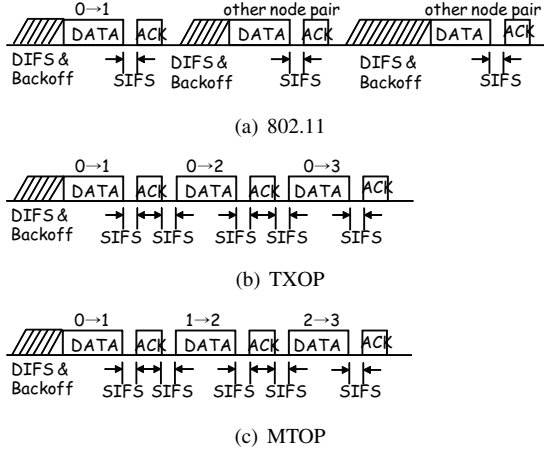 0→1 other node pair other node pair
DATA ACK DATA ACK DATA ACK
DIFS & Backoff SIFS DIFS & Backoff SIFS DIFS & Backoff SIFS
(a) 802.11
0→1 0→2 0→3
DATA ACK DATA ACK DATA ACK
DIFS & Backoff SIFS SIFS SIFS SIFS SIFS
(b) TXOP
0→1 1→2 2→3
DATA ACK DATA ACK DATA ACK
DIFS & Backoff SIFS SIFS SIFS SIFS SIFS
(c) MTOP